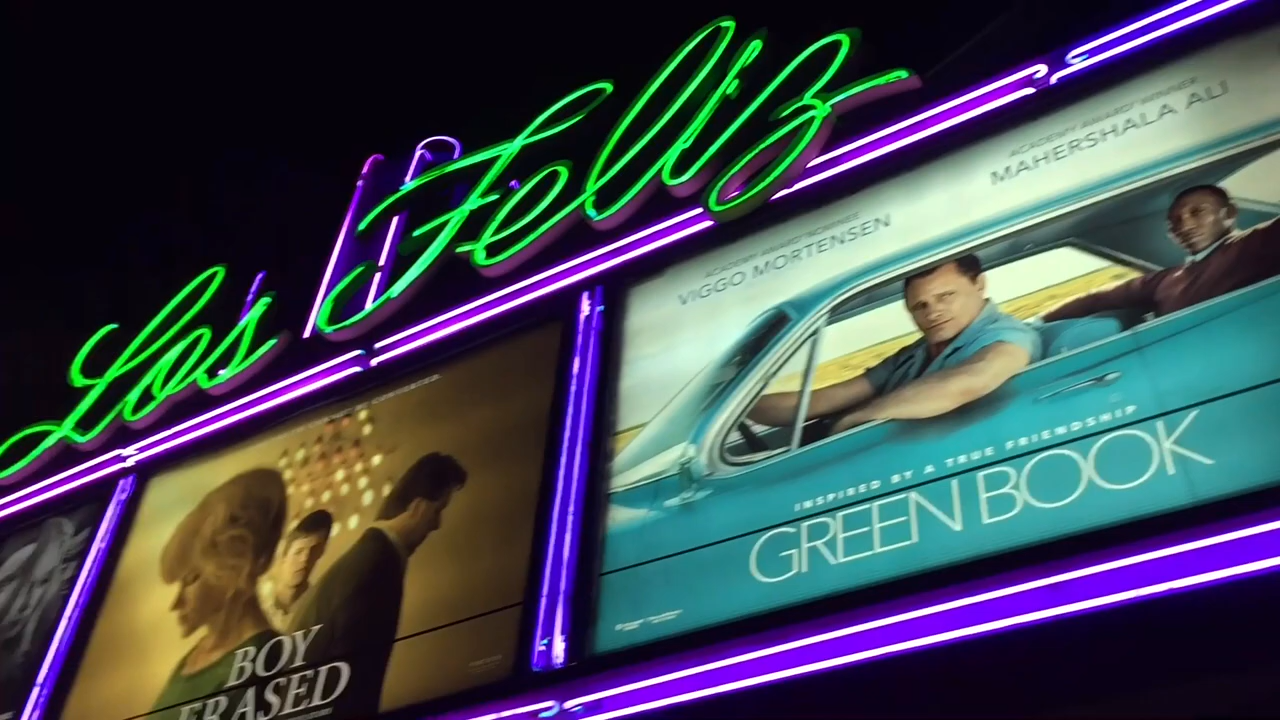 Los Feliz
ACADEMY AWARD WINNER
MAHERSHALA ALI
ACADEMY AWARD NOMINEE
VIGGO MORTENSEN
INSPIRED BY A TRUE FRIENDSHIP
GREEN BOOK
BOY
ERASED